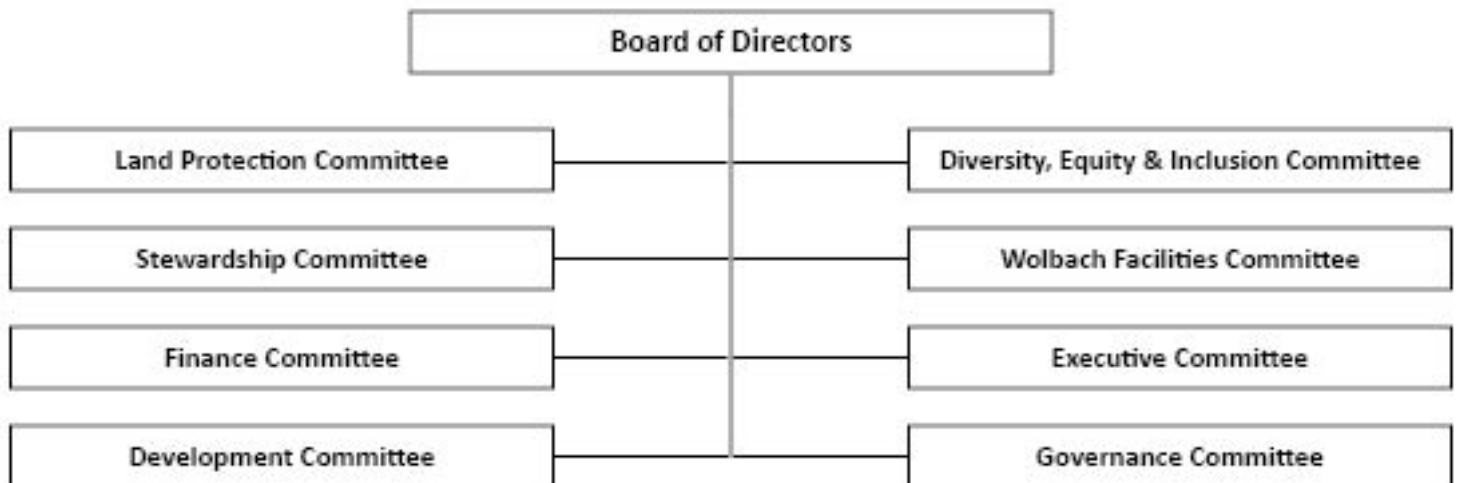 Board of Directors
Land Protection Committee
Diversity, Equity & Inclusion Committee
Stewardship Committee
Wolbach Facilities Committee
Finance Committee
Executive Committee
Development Committee
Governance Committee